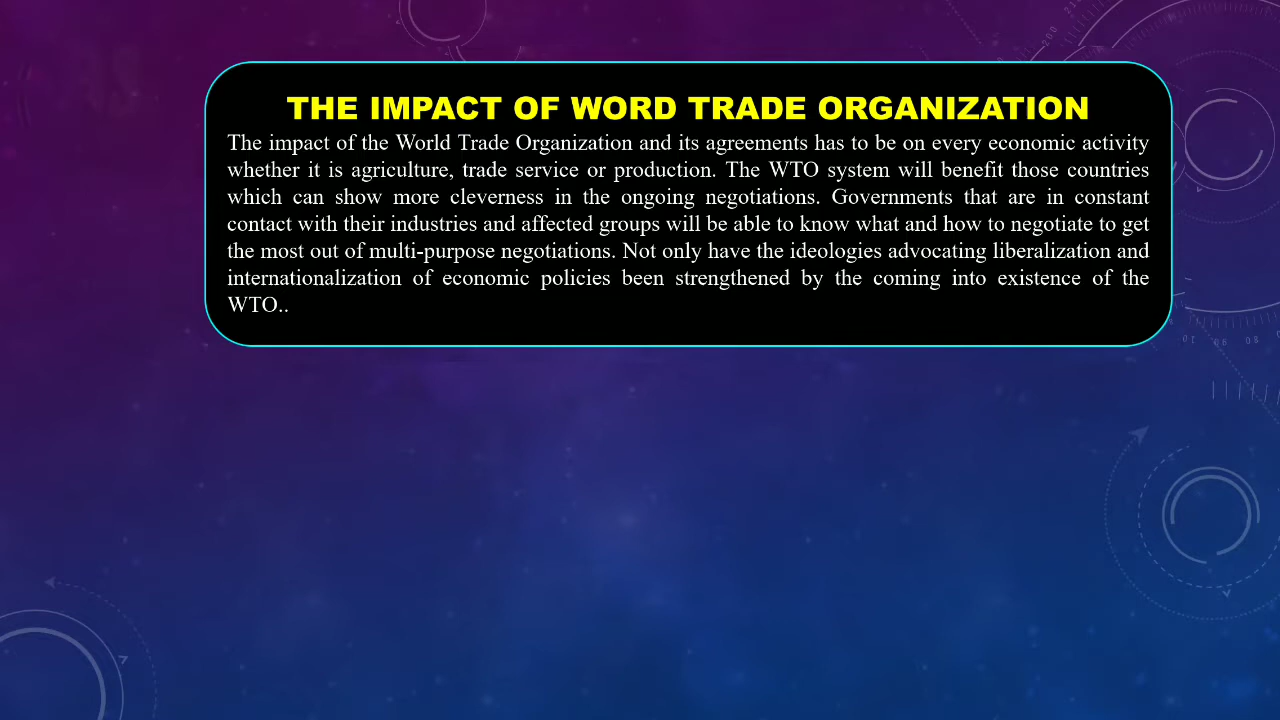 THE IMPACT OF WORD TRADE ORGANIZATION
The impact of the World Trade Organization and its agreements has to be on every economic activity
whether it is agriculture, trade service or production. The WTO system will benefit those countries
which can show more cleverness in the ongoing negotiations. Governments that are in constant
contact with their industries and affected groups will be able to know what and how to negotiate to get
the most out of multi-purpose negotiations. Not only have the ideologies advocating liberalization and
internationalization of economic policies been strengthened by the coming into existence of the
WTO..